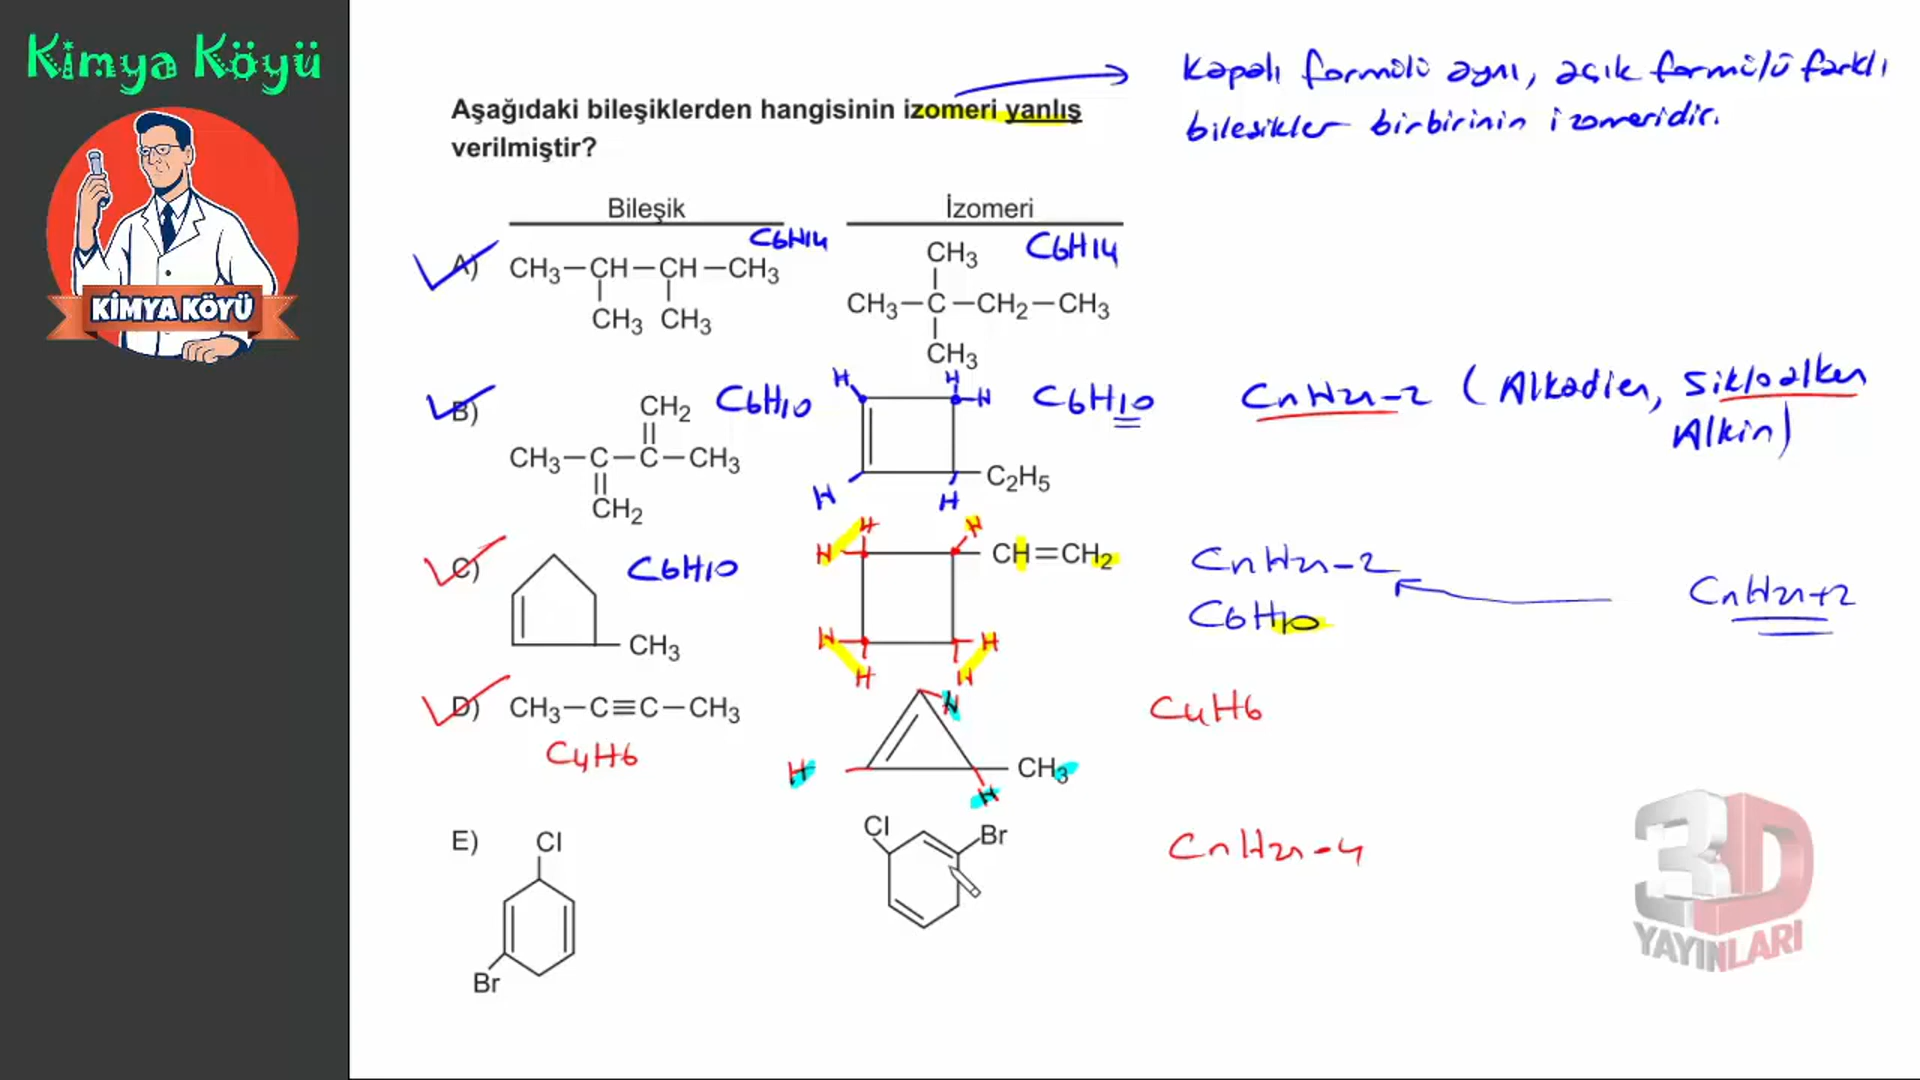 Kimya Köyü
KİMYA KÖYÜ
Kapalı formülü aynı, açık formülü farklı
bileşikler birbirinin izomeridir.
Aşağıdaki bileşiklerden hangisinin izomeri yanlış
verilmiştir?
Bileşik İzomeri
A) CH3—CH—CH—CH3 C6H14
CH3 CH3
CH3 C6H14
CH3—C—CH2—CH3
CH3
B) CH2 C6H10
CH3—C—C—CH3
CH2
H H H C6H10
C2H5
H H
CnH2n-2 (Alkadien, Sikloalken
Alkin)
C) C6H10
CH3
H H H CH=CH2
H H H H
CnH2n-2
C6H10
CnH2n+2
D) CH3—C≡C—CH3
C4H6
H
H CH3
H
C4H6
E) Cl
Br
Cl Br
CnH2n-4
3D
YAYINLARI